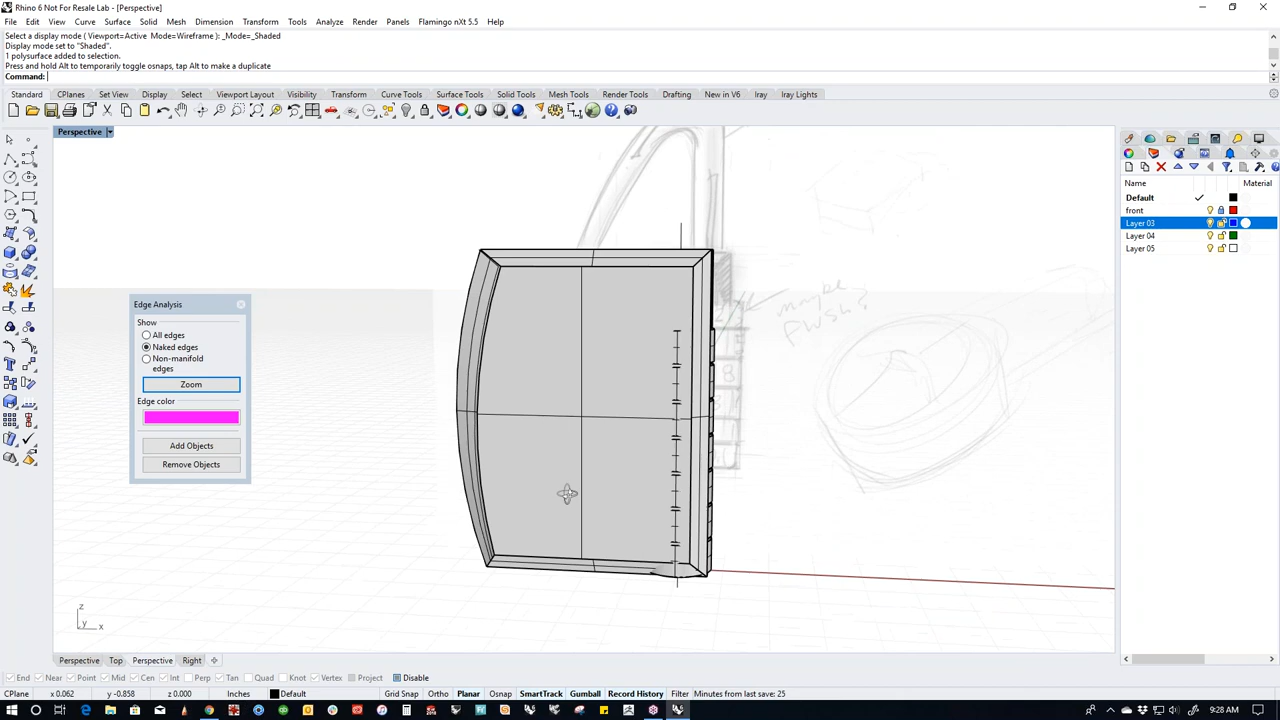 Rhino 6 Not For Resale Lab - [Perspective]
File Edit View Curve Surface Solid Mesh Dimension Transform Tools Analyze Render Panels Flamingo nXt 5.5 Help
Select a display mode ( Viewport=Active Mode=Wireframe ): _Mode=_Shaded
Display mode set to "Shaded".
1 polysurface added to selection.
Press and hold Alt to temporarily toggle osnaps, tap Alt to make a duplicate
Command:
Standard CPlanes Set View Display Select Viewport Layout Visibility Transform Curve Tools Surface Tools Solid Tools Mesh Tools Render Tools Drafting New in V6 Iray Iray Lights
Perspective
Name Material
Default
front
Layer 03
Layer 04
Layer 05
maybe
flush?
Edge Analysis
Show
All edges
Naked edges
Non-manifold
edges
Zoom
Edge color
Add Objects
Remove Objects
8
z
y x
Perspective Top Perspective Right
End Near Point Mid Cen Int Perp Tan Quad Knot Vertex Project Disable
CPlane x 0.062 y -0.858 z 0.000 Inches Default Grid Snap Ortho Planar Osnap SmartTrack Gumball Record History Filter Minutes from last save: 25
9:28 AM